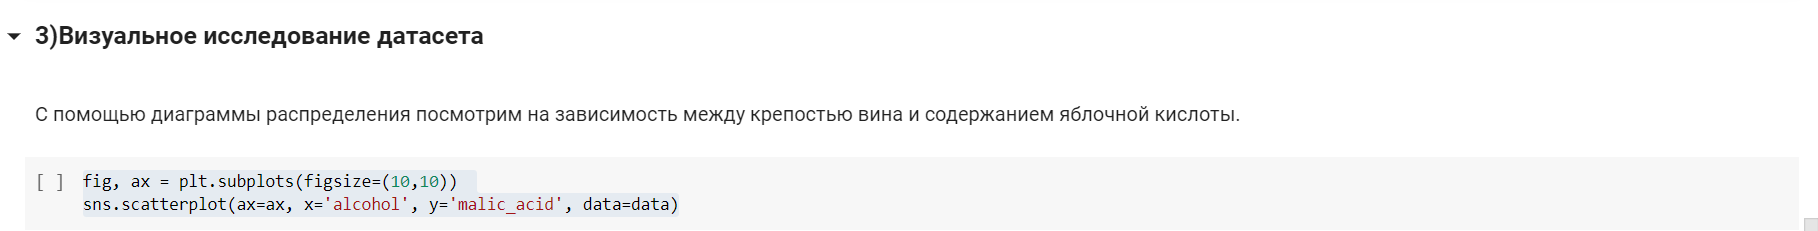 3)Визуальное исследование датасета
С помощью диаграммы распределения посмотрим на зависимость между крепостью вина и содержанием яблочной кислоты.
[ ] fig, ax = plt.subplots(figsize=(10,10))
sns.scatterplot(ax=ax, x='alcohol', y='malic_acid', data=data)